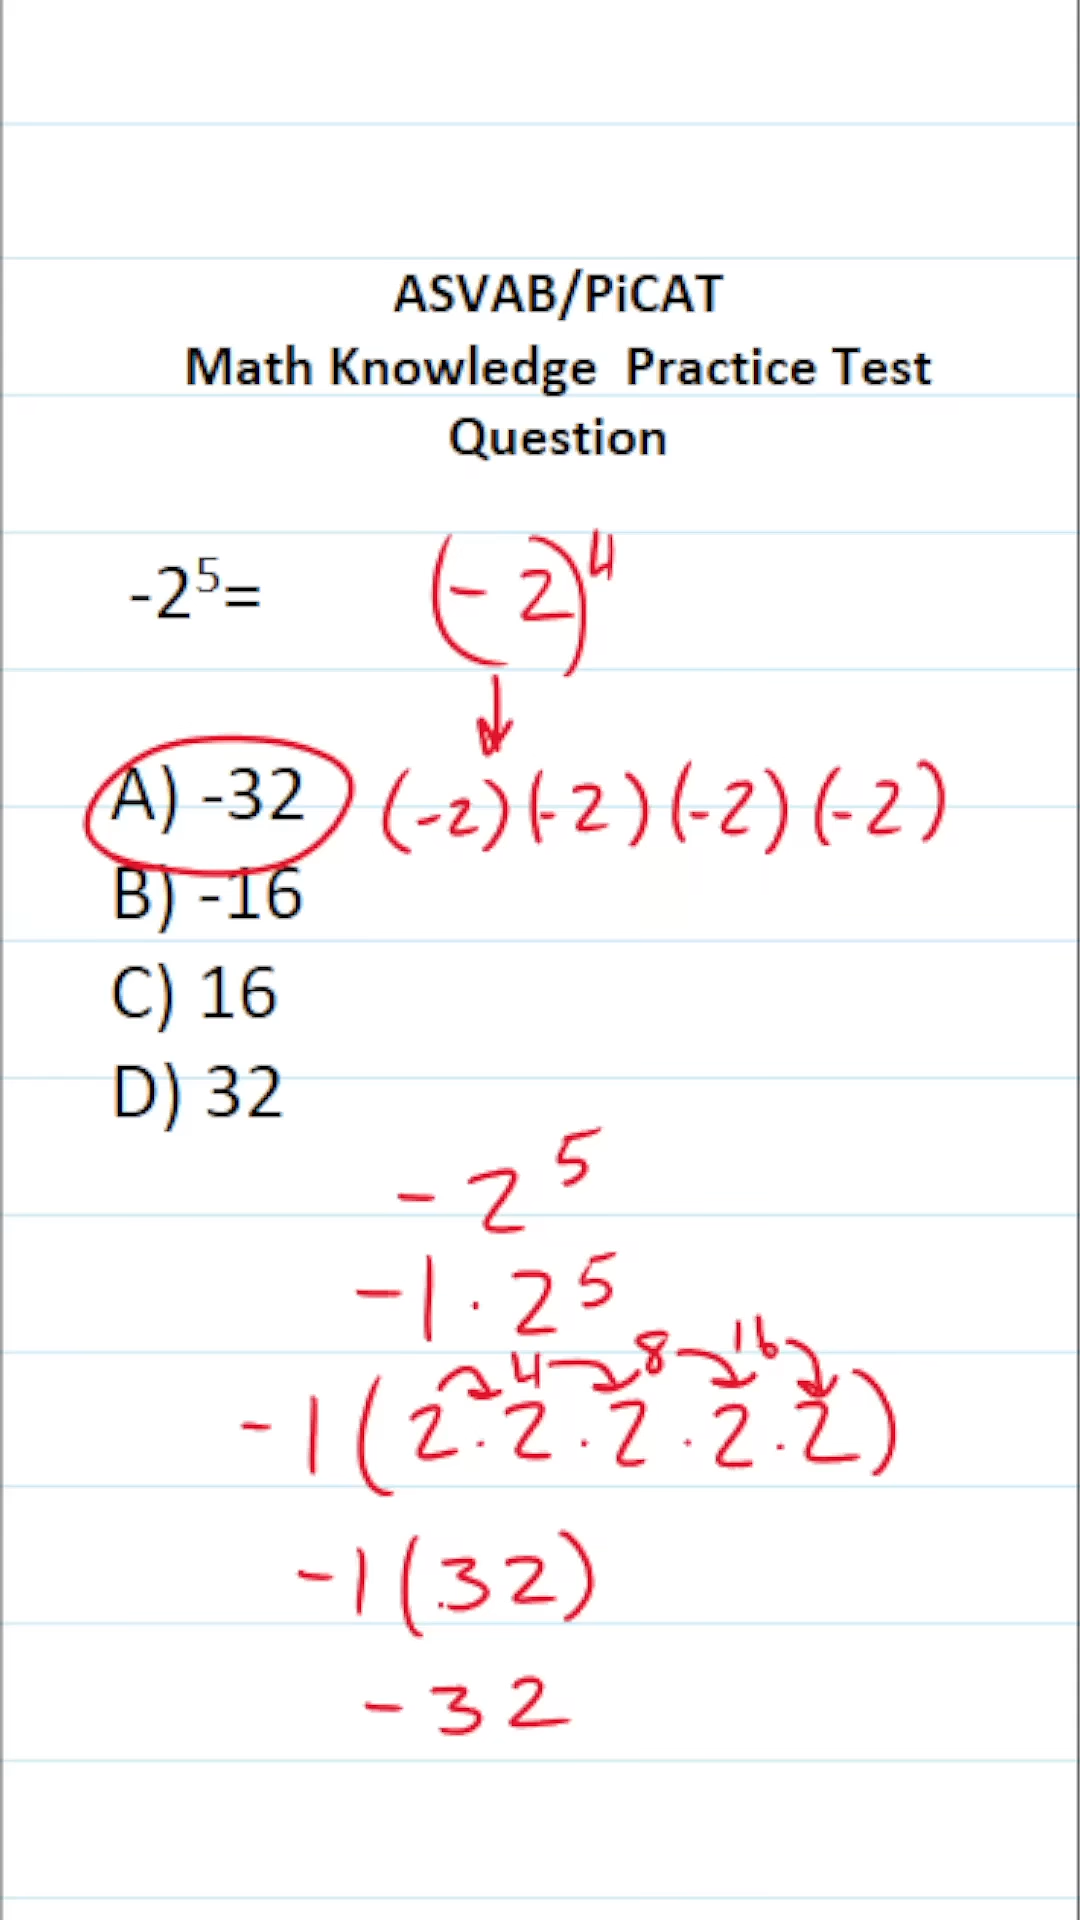 ASVAB/PiCAT
Math Knowledge Practice Test
Question
-2⁵=
(-2)⁴
A) -32
(-2)(-2)(-2)(-2)
B) -16
C) 16
D) 32
-2⁵
-1·2⁵
4 8 16
-1(2·2·2·2·2)
-1(32)
-32